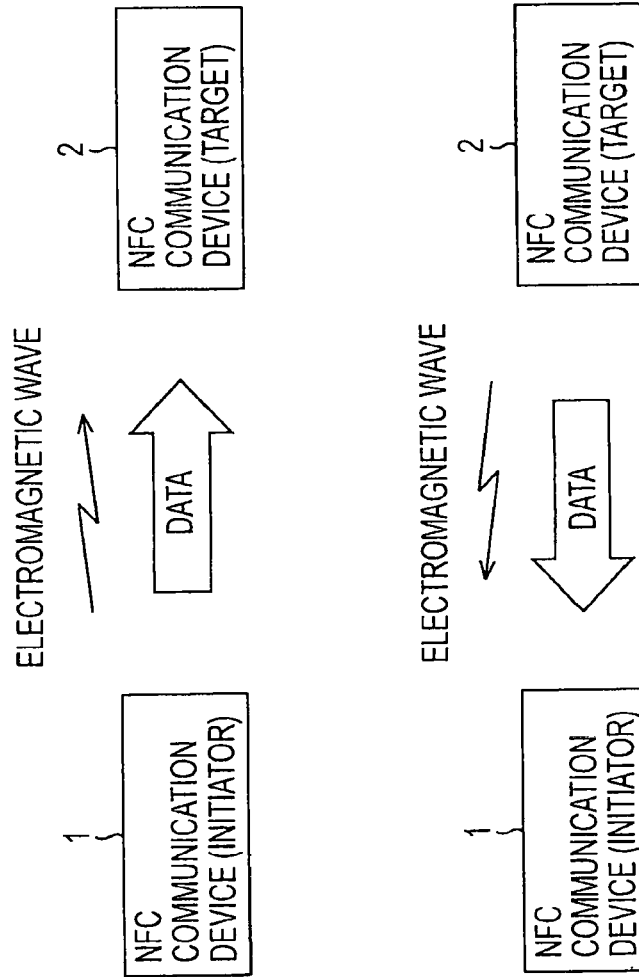 1
NFC
COMMUNICATION
DEVICE (INITIATOR)
ELECTROMAGNETIC WAVE
DATA
2
NFC
COMMUNICATION
DEVICE (TARGET)
1
NFC
COMMUNICATION
DEVICE (INITIATOR)
ELECTROMAGNETIC WAVE
DATA
2
NFC
COMMUNICATION
DEVICE (TARGET)